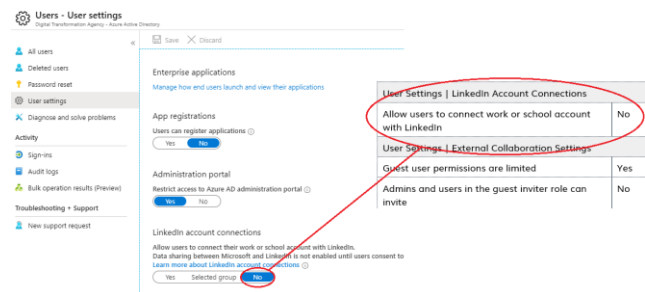 Users - User settings
Digital Transformation Agency - Azure Active Directory
«
All users
Deleted users
Password reset
User settings
Diagnose and solve problems
Activity
Sign-ins
Audit logs
Bulk operation results (Preview)
Troubleshooting + Support
New support request
Save Discard
Enterprise applications
Manage how end users launch and view their applications
App registrations
Users can register applications
Yes No
Administration portal
Restrict access to Azure AD administration portal
Yes No
LinkedIn account connections
Allow users to connect their work or school account with LinkedIn.
Data sharing between Microsoft and LinkedIn is not enabled until users consent to
Learn more about LinkedIn account connections
Yes Selected group No
User Settings | LinkedIn Account Connections
Allow users to connect work or school account No
with LinkedIn
User Settings | External Collaboration Settings
Guest user permissions are limited Yes
Admins and users in the guest inviter role can No
invite